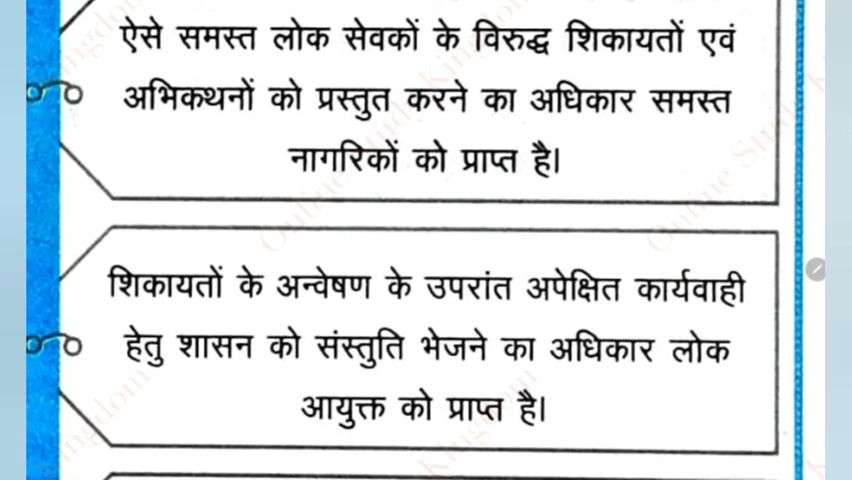 ऐसे समस्त लोक सेवकों के विरुद्ध शिकायतों एवं
अभिकथनों को प्रस्तुत करने का अधिकार समस्त
नागरिकों को प्राप्त है।
शिकायतों के अन्वेषण के उपरांत अपेक्षित कार्यवाही
हेतु शासन को संस्तुति भेजने का अधिकार लोक
आयुक्त को प्राप्त है।